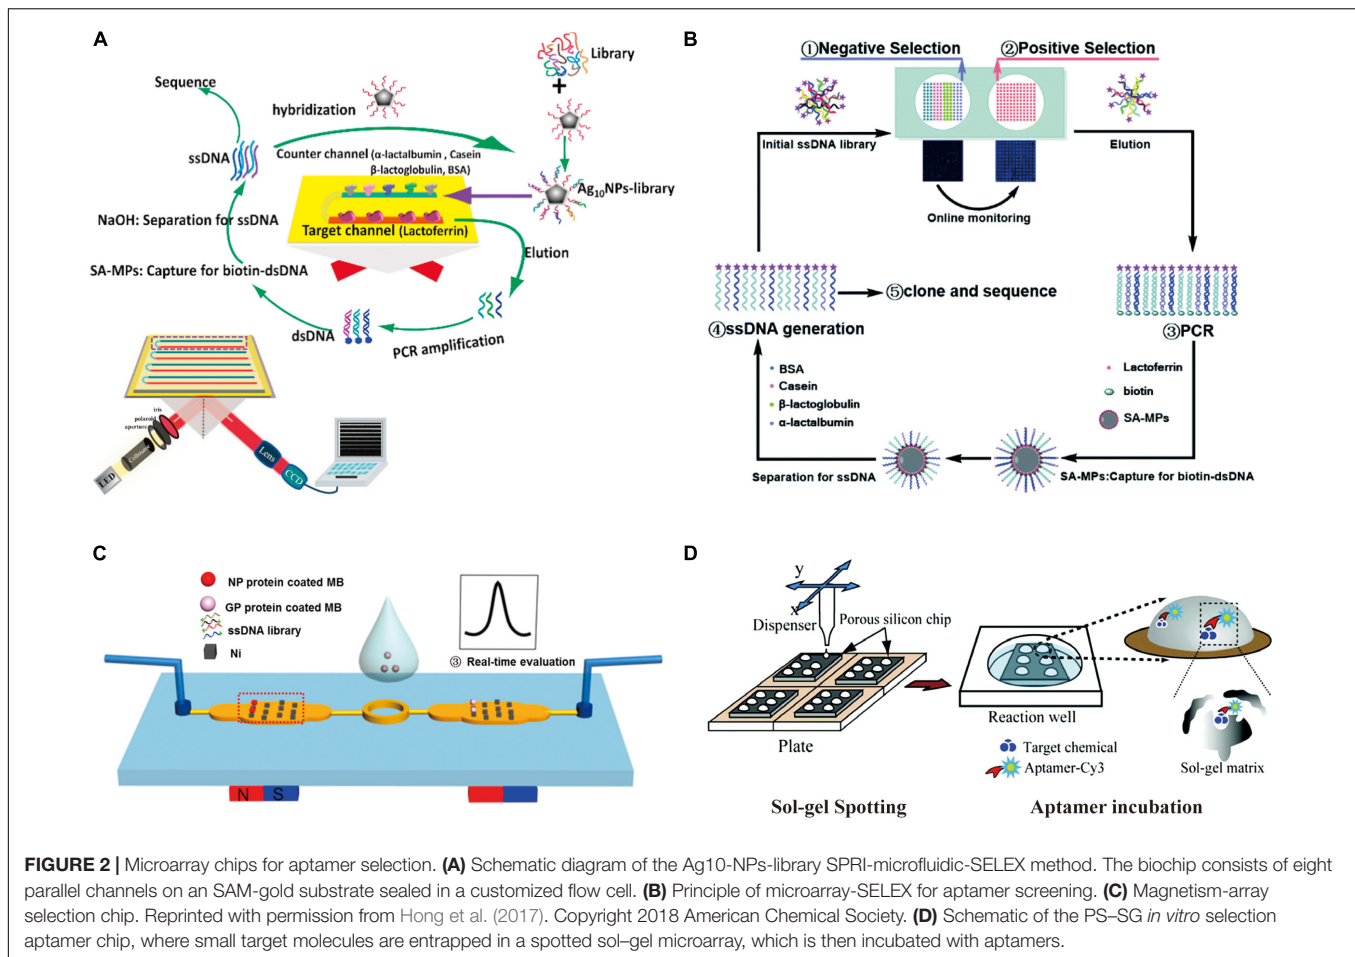 A
Library
+
Sequence
hybridization
ssDNA
Counter channel (α-lactalbumin , Casein
β-lactoglobulin, BSA)
Ag10NPs-library
NaOH: Separation for ssDNA
Target channel (Lactoferrin)
Elution
SA-MPs: Capture for biotin-dsDNA
dsDNA
PCR amplification
iris
polaroid
aperture
Collimator
LED
Lens
CCD
B
①Negative Selection
②Positive Selection
Initial ssDNA library
Elution
Online monitoring
⑤clone and sequence
④ssDNA generation
③PCR
BSA
Casein
β-lactoglobulin
α-lactalbumin
Lactoferrin
biotin
SA-MPs
Separation for ssDNA
SA-MPs:Capture for biotin-dsDNA
C
NP protein coated MB
GP protein coated MB
ssDNA library
Ni
③ Real-time evaluation
N S
D
y
x
Dispenser
Porous silicon chip
Plate
Reaction well
Target chemical
Aptamer-Cy3
Sol-gel matrix
Sol-gel Spotting
Aptamer incubation
FIGURE 2 | Microarray chips for aptamer selection. (A) Schematic diagram of the Ag10-NPs-library SPRI-microfluidic-SELEX method. The biochip consists of eight
parallel channels on an SAM-gold substrate sealed in a customized flow cell. (B) Principle of microarray-SELEX for aptamer screening. (C) Magnetism-array
selection chip. Reprinted with permission from Hong et al. (2017). Copyright 2018 American Chemical Society. (D) Schematic of the PS–SG in vitro selection
aptamer chip, where small target molecules are entrapped in a spotted sol–gel microarray, which is then incubated with aptamers.